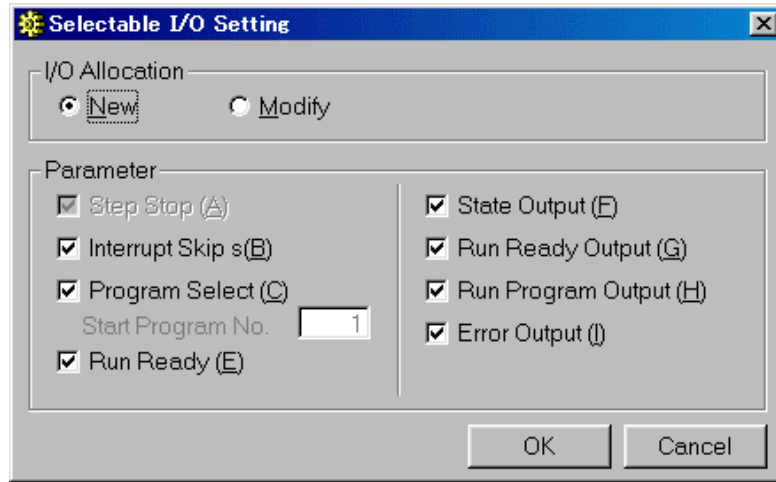 Selectable I/O Setting
I/O Allocation
New
Modify
Parameter
Step Stop (A)
Interrupt Skip s(B)
Program Select (C)
Start Program No. 1
Run Ready (E)
State Output (F)
Run Ready Output (G)
Run Program Output (H)
Error Output (I)
OK
Cancel